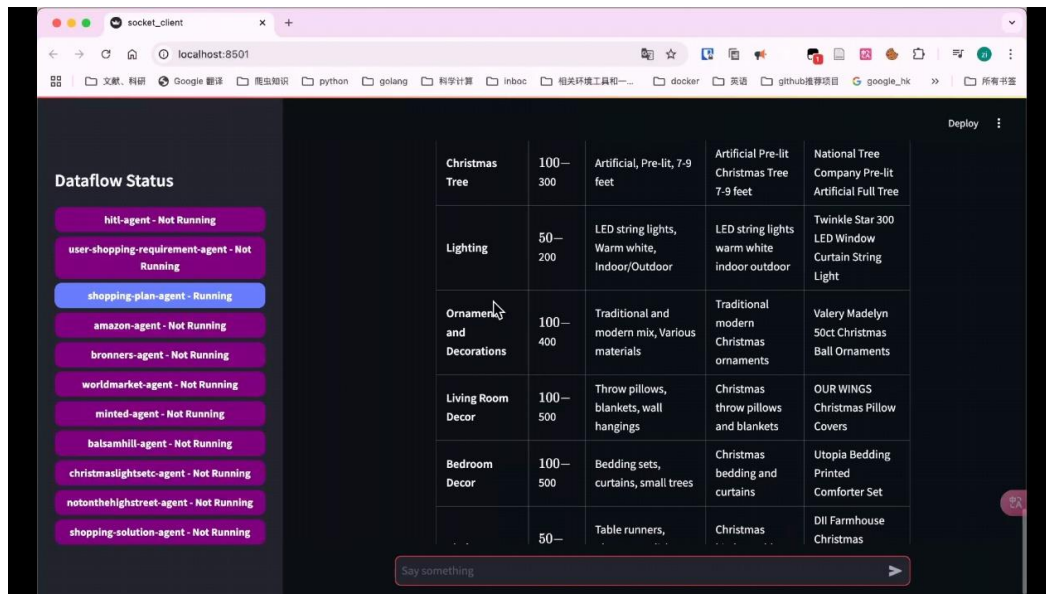 socket_client
localhost:8501
文献、科研
Google 翻译
爬虫知识
python
golang
科学计算
inboc
相关环境工具和一...
docker
英语
github推荐项目
google_hk
所有书签
Deploy
Dataflow Status
hitl-agent - Not Running
user-shopping-requirement-agent - Not
Running
shopping-plan-agent - Running
amazon-agent - Not Running
bronners-agent - Not Running
worldmarket-agent - Not Running
minted-agent - Not Running
balsamhill-agent - Not Running
christmaslightsetc-agent - Not Running
notonthehighstreet-agent - Not Running
shopping-solution-agent - Not Running
Christmas
Tree
100–
300
Artificial, Pre-lit, 7-9
feet
Artificial Pre-lit
Christmas Tree
7-9 feet
National Tree
Company Pre-lit
Artificial Full Tree
Lighting
50–
200
LED string lights,
Warm white,
Indoor/Outdoor
LED string lights
warm white
indoor outdoor
Twinkle Star 300
LED Window
Curtain String
Light
Ornaments
and
Decorations
100–
400
Traditional and
modern mix, Various
materials
Traditional
modern
Christmas
ornaments
Valery Madelyn
50ct Christmas
Ball Ornaments
Living Room
Decor
100–
500
Throw pillows,
blankets, wall
hangings
Christmas
throw pillows
and blankets
OUR WINGS
Christmas Pillow
Covers
Bedroom
Decor
100–
500
Bedding sets,
curtains, small trees
Christmas
bedding and
curtains
Utopia Bedding
Printed
Comforter Set
50–
Table runners,
Christmas
DII Farmhouse
Christmas
Say something